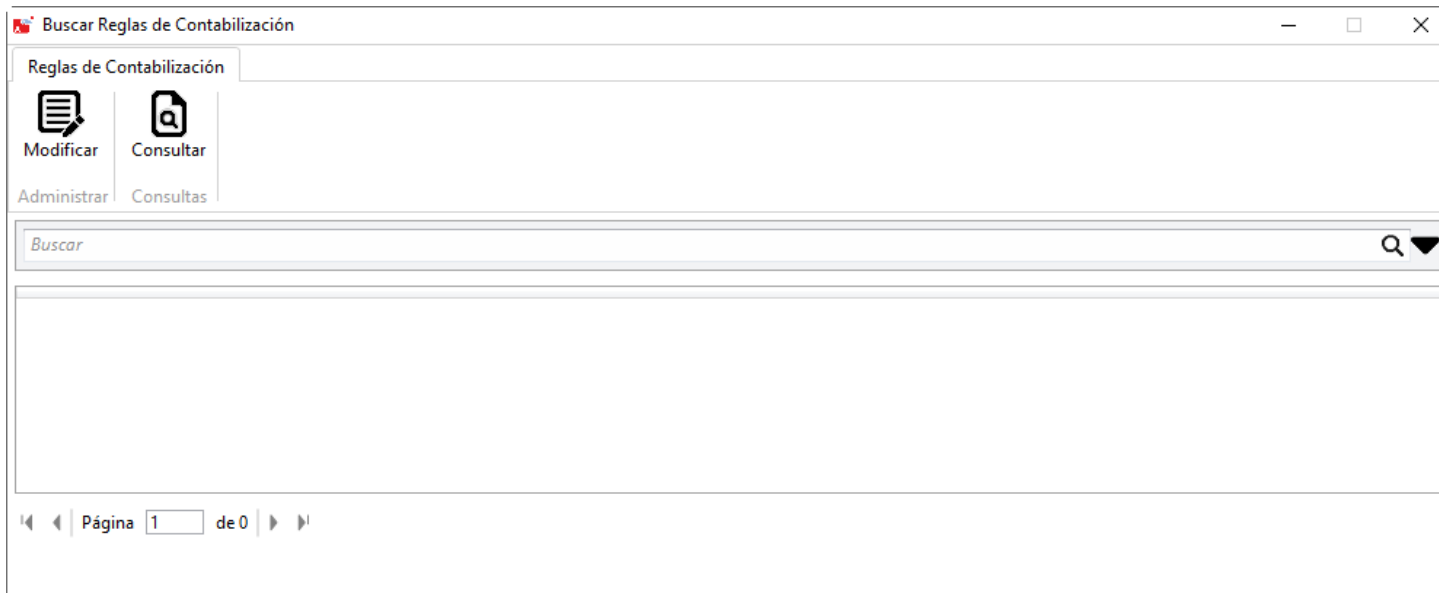 Buscar Reglas de Contabilización
Reglas de Contabilización
Modificar Consultar
Administrar Consultas
Buscar
Página 1 de 0